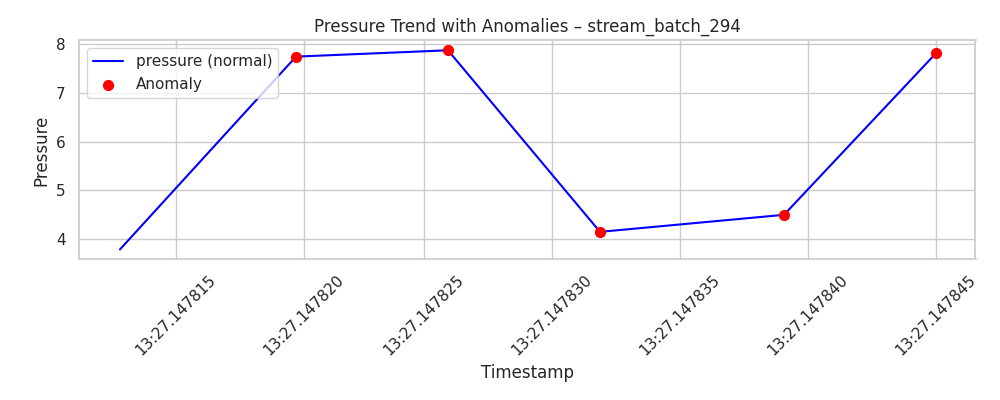 Pressure Trend with Anomalies – stream_batch_294
pressure (normal)
Anomaly
Pressure
8
7
6
5
4
13:27.147815
13:27.147820
13:27.147825
13:27.147830
13:27.147835
13:27.147840
13:27.147845
Timestamp